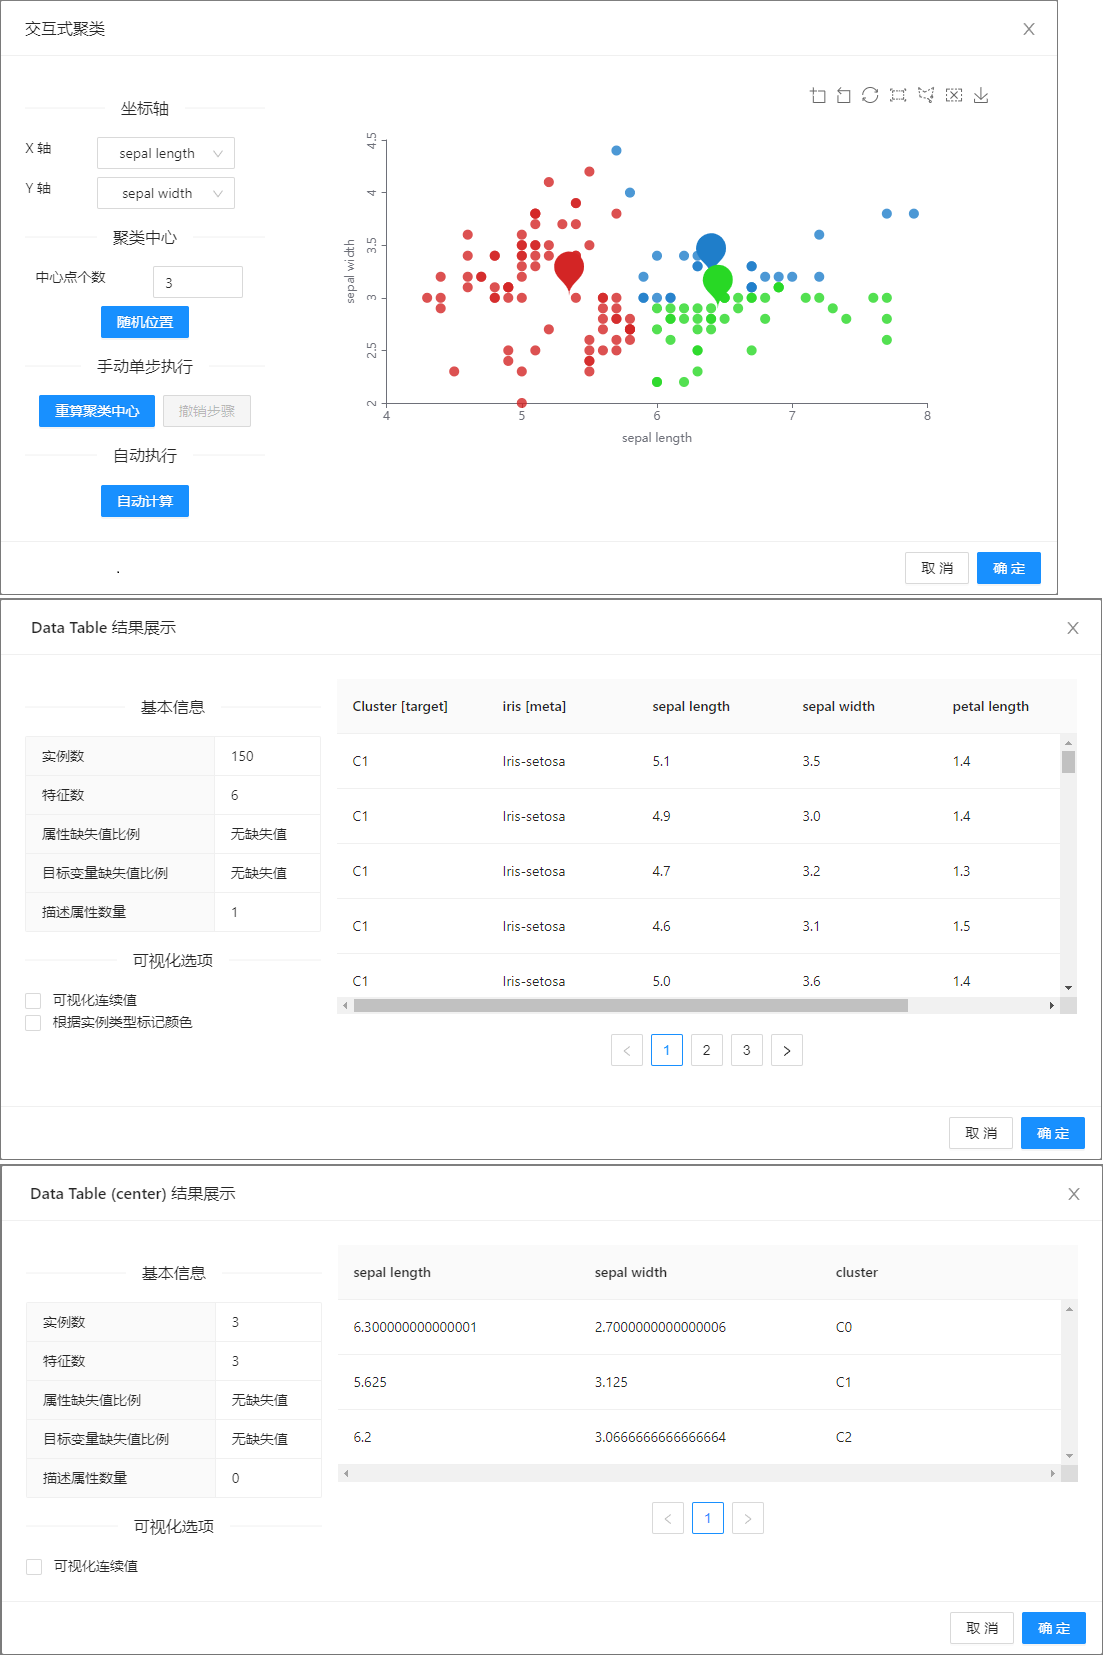 交互式聚类
坐标轴
X 轴
sepal length
Y 轴
sepal width
聚类中心
中心点个数
3
随机位置
手动单步执行
重算聚类中心
撤销步骤
自动执行
自动计算
4.5
4
3.5
3
2.5
2
sepal width
4
5
6
7
8
sepal length
.
取 消
确 定
Data Table 结果展示
基本信息
实例数 150
特征数 6
属性缺失值比例 无缺失值
目标变量缺失值比例 无缺失值
描述属性数量 1
可视化选项
可视化连续值
根据实例类型标记颜色
Cluster [target] iris [meta] sepal length sepal width petal length
C1 Iris-setosa 5.1 3.5 1.4
C1 Iris-setosa 4.9 3.0 1.4
C1 Iris-setosa 4.7 3.2 1.3
C1 Iris-setosa 4.6 3.1 1.5
C1 Iris-setosa 5.0 3.6 1.4
< 1 2 3 >
取 消
确 定
Data Table (center) 结果展示
基本信息
实例数 3
特征数 3
属性缺失值比例 无缺失值
目标变量缺失值比例 无缺失值
描述属性数量 0
可视化选项
可视化连续值
sepal length sepal width cluster
6.300000000000001 2.7000000000000006 C0
5.625 3.125 C1
6.2 3.0666666666666664 C2
< 1 >
取 消
确 定